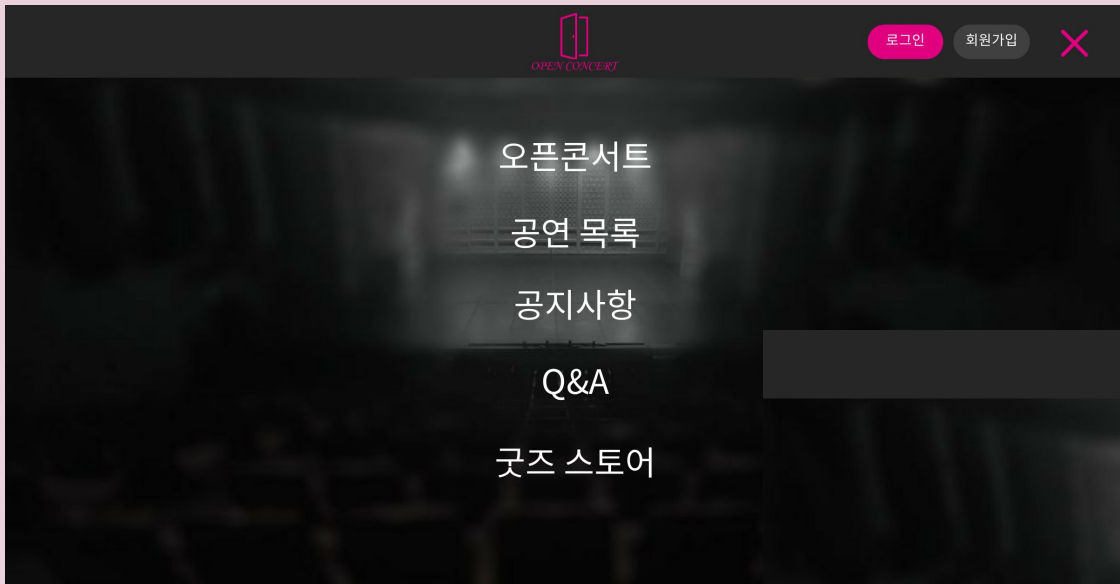 OPEN CONCERT
로그인
회원가입
오픈콘서트
공연 목록
공지사항
Q&A
굿즈 스토어